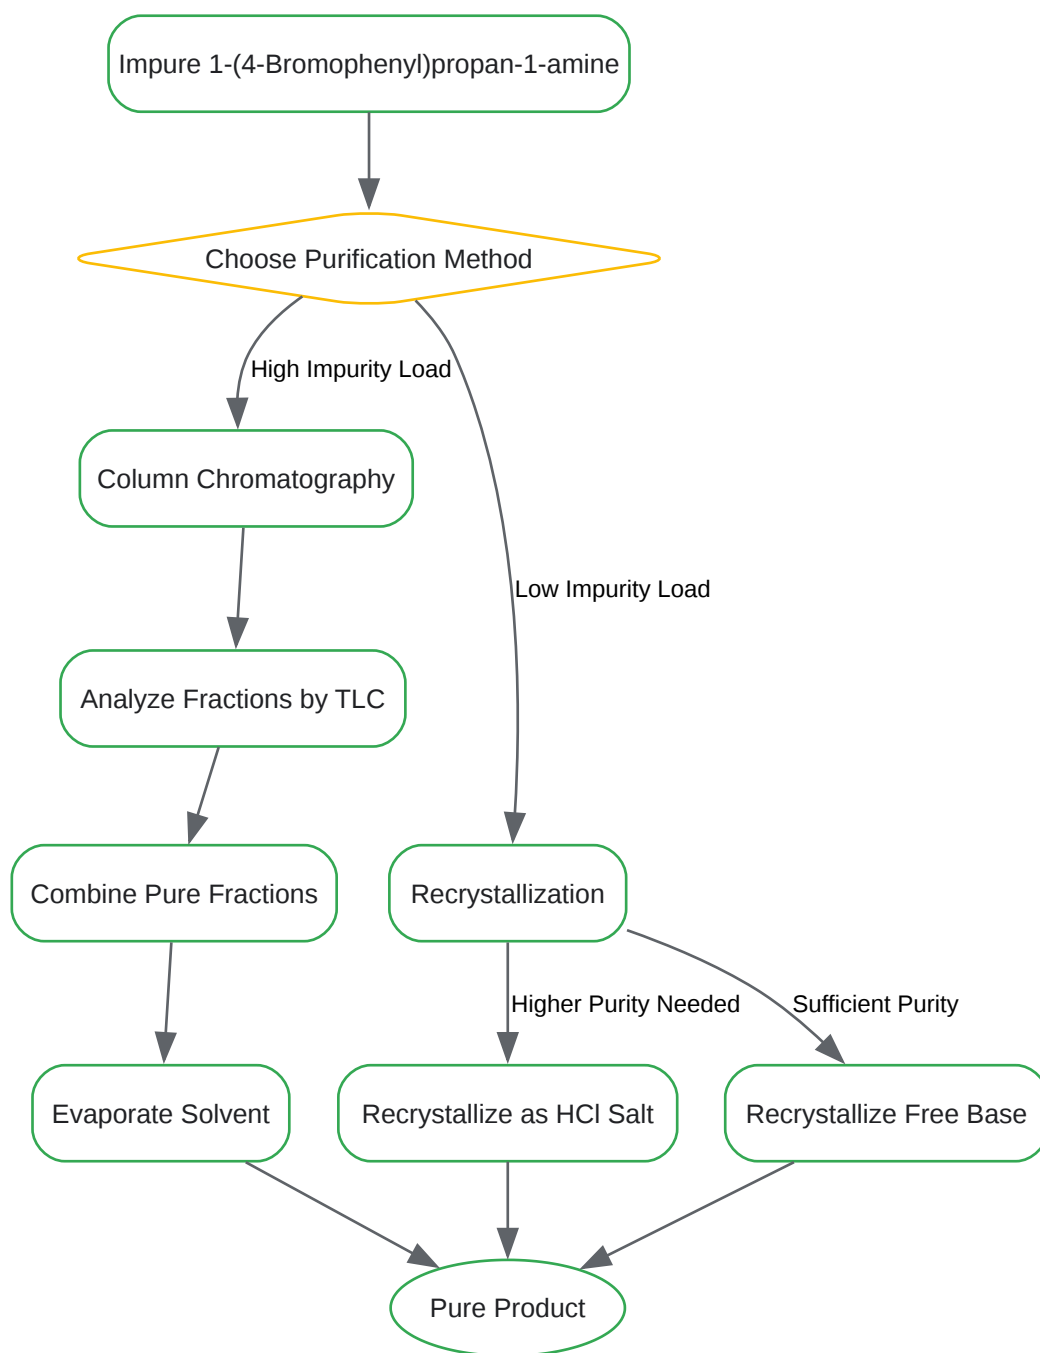 Impure 1-(4-Bromophenyl)propan-1-amine
Choose Purification Method
High Impurity Load
Column Chromatography
Low Impurity Load
Analyze Fractions by TLC
Combine Pure Fractions
Recrystallization
Higher Purity Needed
Sufficient Purity
Evaporate Solvent
Recrystallize as HCl Salt
Recrystallize Free Base
Pure Product